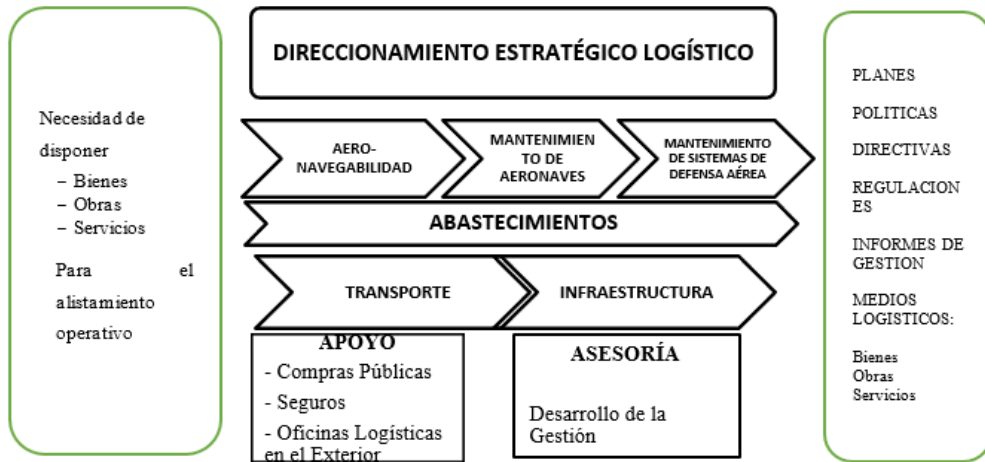 Necesidad de
disponer
– Bienes
– Obras
– Servicios
Para el
alistamiento
operativo
DIRECCIONAMIENTO ESTRATÉGICO LOGÍSTICO
AERO-
NAVEGABILIDAD
MANTENIMIEN
TO DE
AERONAVES
MANTENIMIENTO
DE SISTEMAS DE
DEFENSA AÉREA
ABASTECIMIENTOS
TRANSPORTE
INFRAESTRUCTURA
APOYO
- Compras Públicas
- Seguros
- Oficinas Logísticas
en el Exterior
ASESORÍA
Desarrollo de la
Gestión
PLANES
POLITICAS
DIRECTIVAS
REGULACION
ES
INFORMES DE
GESTION
MEDIOS
LOGISTICOS:
Bienes
Obras
Servicios